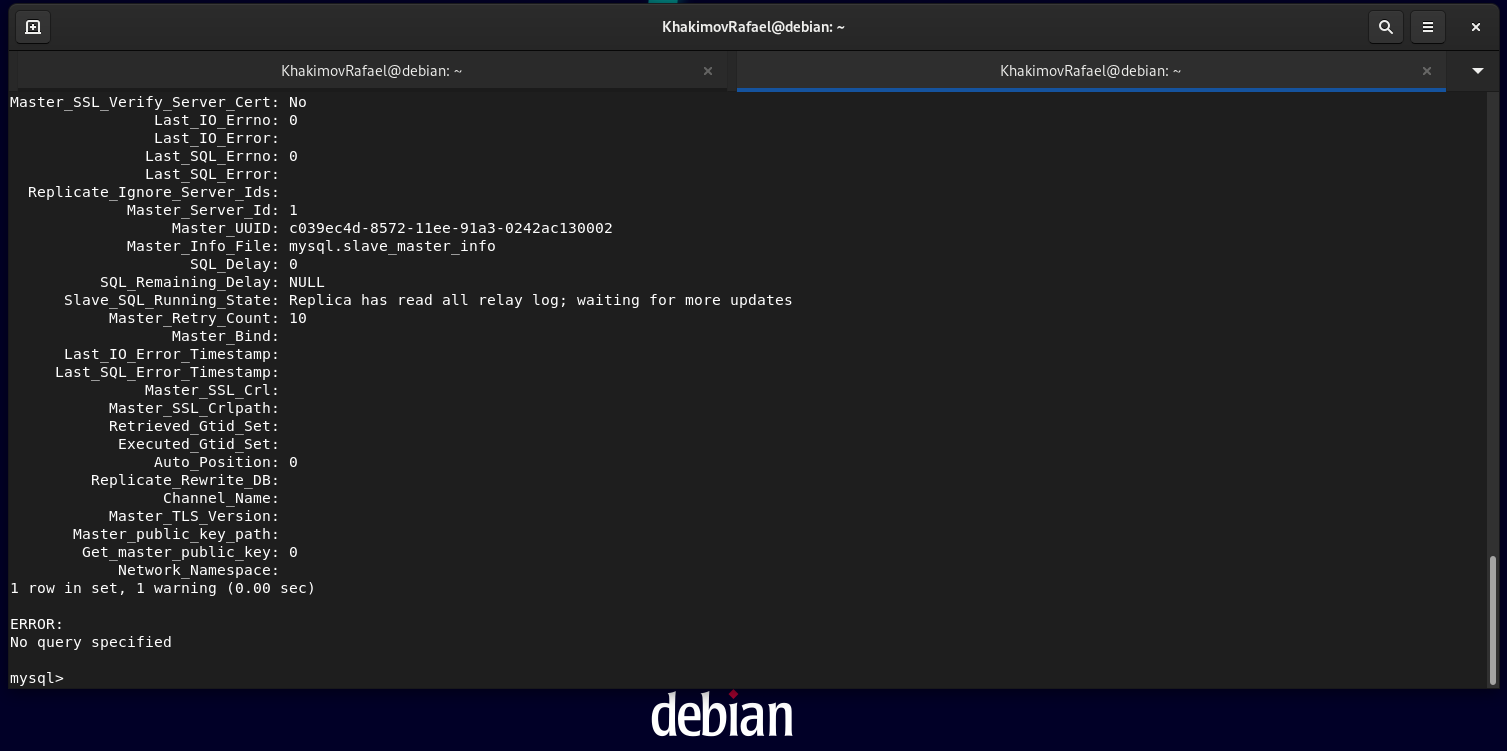 KhakimovRafael@debian: ~
KhakimovRafael@debian: ~
KhakimovRafael@debian: ~
Master_SSL_Verify_Server_Cert: No
Last_IO_Errno: 0
Last_IO_Error:
Last_SQL_Errno: 0
Last_SQL_Error:
Replicate_Ignore_Server_Ids:
Master_Server_Id: 1
Master_UUID: c039ec4d-8572-11ee-91a3-0242ac130002
Master_Info_File: mysql.slave_master_info
SQL_Delay: 0
SQL_Remaining_Delay: NULL
Slave_SQL_Running_State: Replica has read all relay log; waiting for more updates
Master_Retry_Count: 10
Master_Bind:
Last_IO_Error_Timestamp:
Last_SQL_Error_Timestamp:
Master_SSL_Crl:
Master_SSL_Crlpath:
Retrieved_Gtid_Set:
Executed_Gtid_Set:
Auto_Position: 0
Replicate_Rewrite_DB:
Channel_Name:
Master_TLS_Version:
Master_public_key_path:
Get_master_public_key: 0
Network_Namespace:
1 row in set, 1 warning (0.00 sec)
ERROR:
No query specified
mysql>
debian